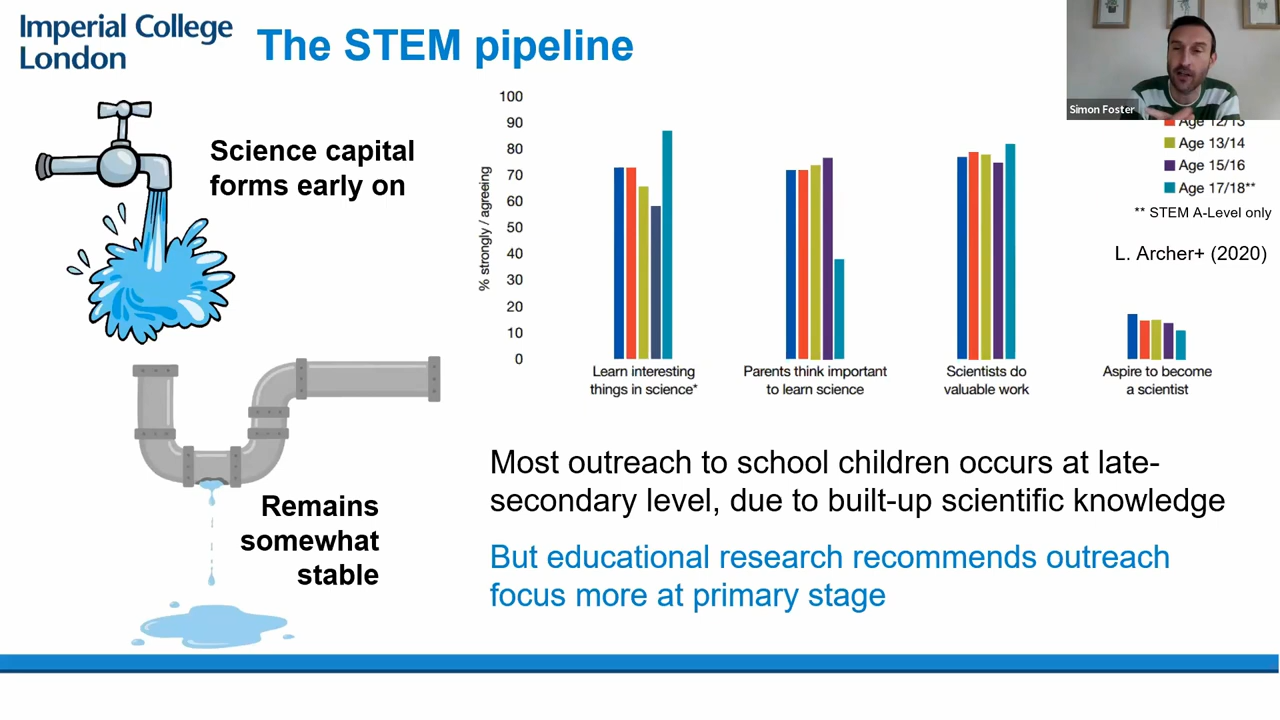 Imperial College
London
The STEM pipeline
Simon Foster
Science capital
forms early on
Remains
somewhat
stable
100
90
80
70
60
50
40
30
20
10
0
% strongly / agreeing
Learn interesting
things in science*
Parents think important
to learn science
Scientists do
valuable work
Aspire to become
a scientist
Age 12/13
Age 13/14
Age 15/16
Age 17/18**
** STEM A-Level only
L. Archer+ (2020)
Most outreach to school children occurs at late-
secondary level, due to built-up scientific knowledge
But educational research recommends outreach
focus more at primary stage